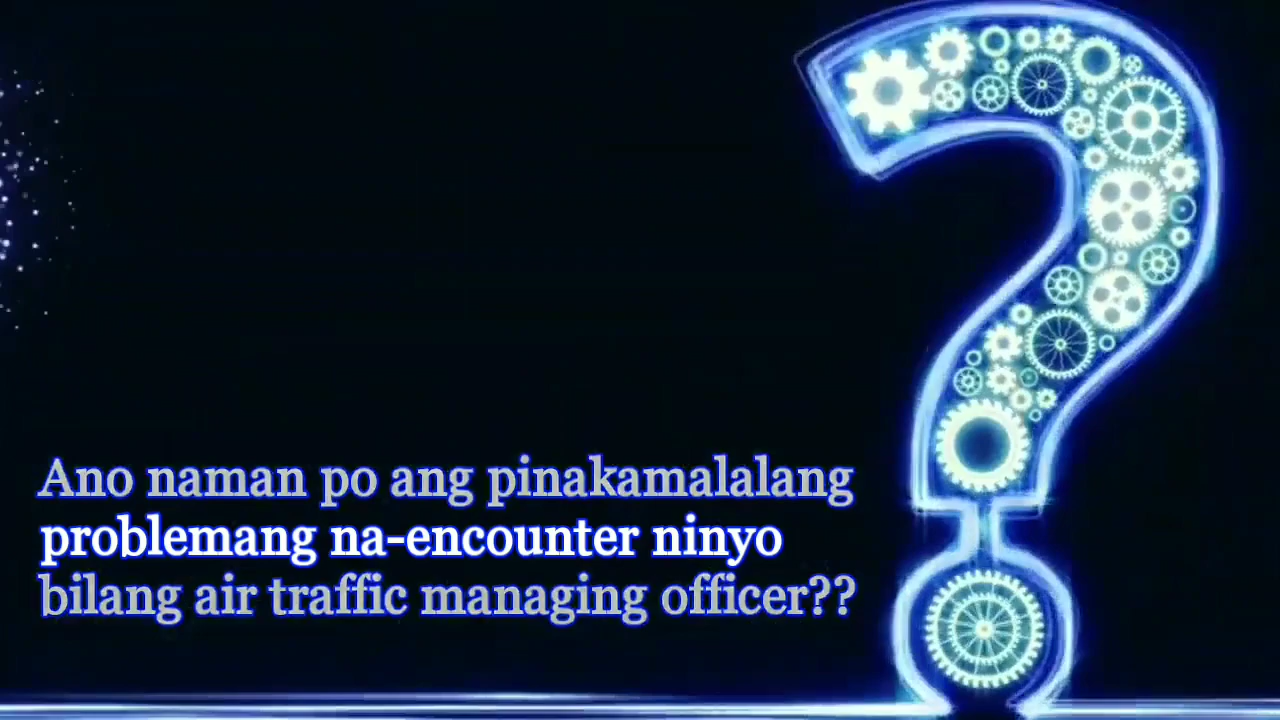 Ano naman po ang pinakamalalang
problemang na-encounter ninyo
bilang air traffic managing officer??